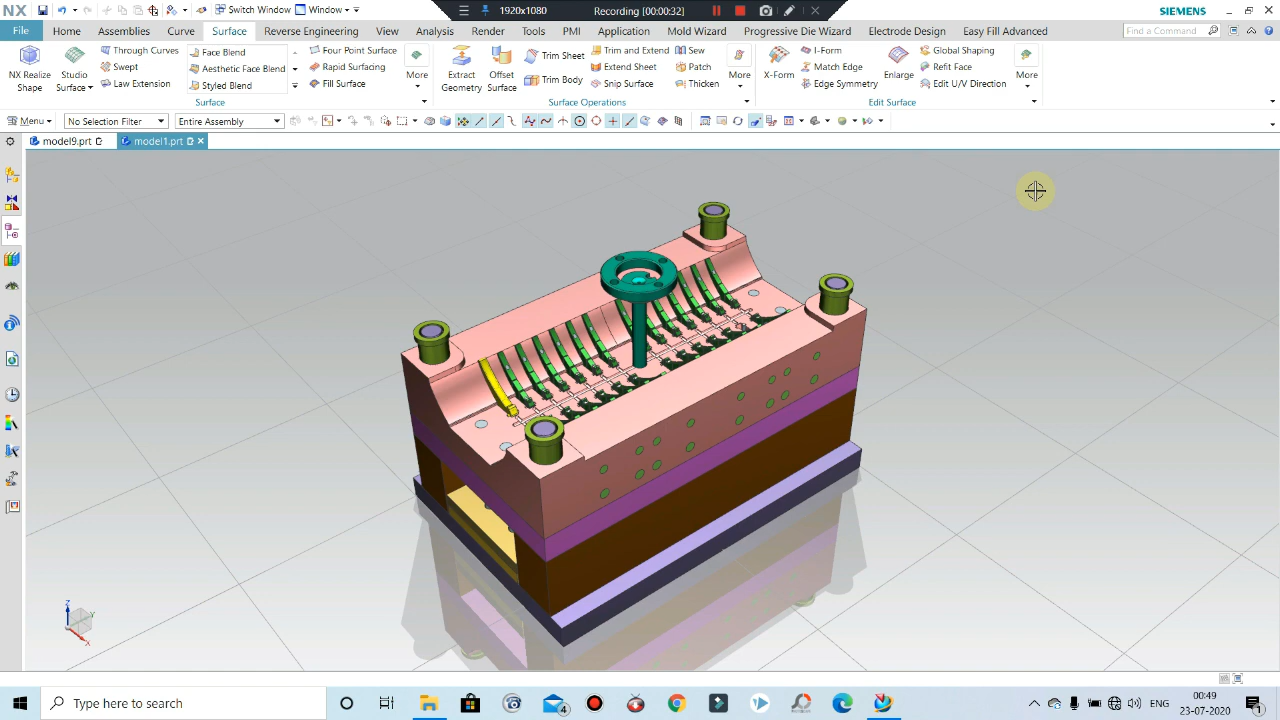 NX
Switch Window
Window
1920x1080
Recording [00:00:32]
SIEMENS
File
Home
Assemblies
Curve
Surface
Reverse Engineering
View
Analysis
Render
Tools
PMI
Application
Mold Wizard
Progressive Die Wizard
Electrode Design
Easy Fill Advanced
Find a Command
NX Realize Shape
Studio Surface
Through Curves
Swept
Law Extension
Face Blend
Aesthetic Face Blend
Styled Blend
Four Point Surface
Rapid Surfacing
Fill Surface
More
Surface
Extract Geometry
Offset Surface
Trim Sheet
Trim Body
Trim and Extend
Extend Sheet
Snip Surface
Sew
Patch
Thicken
More
Surface Operations
X-Form
I-Form
Match Edge
Edge Symmetry
Enlarge
Global Shaping
Refit Face
Edit U/V Direction
More
Edit Surface
Menu
No Selection Filter
Entire Assembly
model9.prt
model1.prt
Z
Y
X
Type here to search
4
ENG
00:49
23-07-2020
1